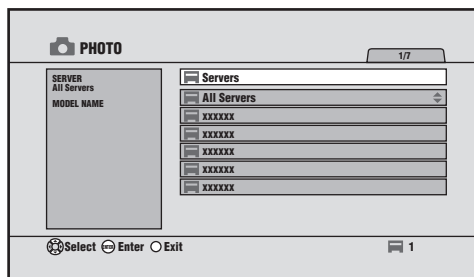 PHOTO
1/7
SERVER
All Servers
MODEL NAME
Servers
All Servers
xxxxxx
xxxxxx
xxxxxx
xxxxxx
xxxxxx
Select ENTER Enter Exit
1